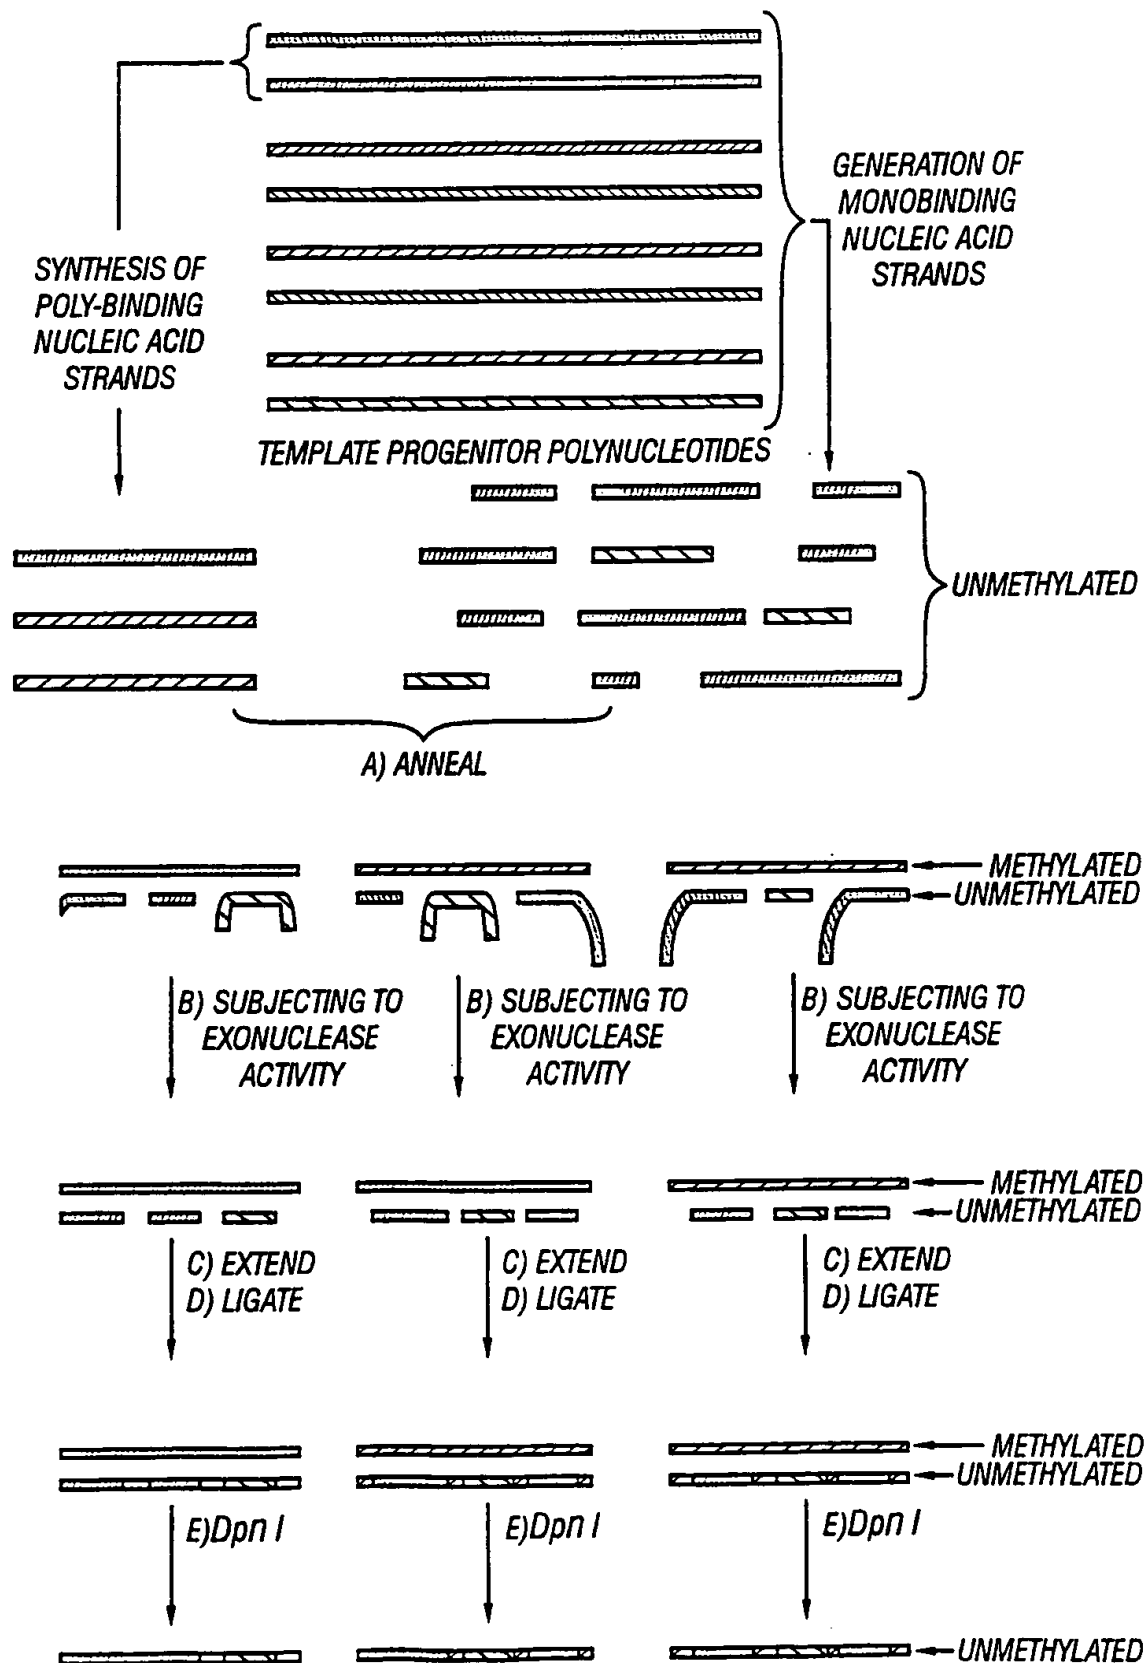 GENERATION OF
MONOBINDING
NUCLEIC ACID
STRANDS
SYNTHESIS OF
POLY-BINDING
NUCLEIC ACID
STRANDS
TEMPLATE PROGENITOR POLYNUCLEOTIDES
UNMETHYLATED
A) ANNEAL
METHYLATED
UNMETHYLATED
B) SUBJECTING TO
EXONUCLEASE
ACTIVITY
B) SUBJECTING TO
EXONUCLEASE
ACTIVITY
B) SUBJECTING TO
EXONUCLEASE
ACTIVITY
METHYLATED
UNMETHYLATED
C) EXTEND
D) LIGATE
C) EXTEND
D) LIGATE
C) EXTEND
D) LIGATE
METHYLATED
UNMETHYLATED
E)Dpn I
E)Dpn I
E)Dpn I
UNMETHYLATED